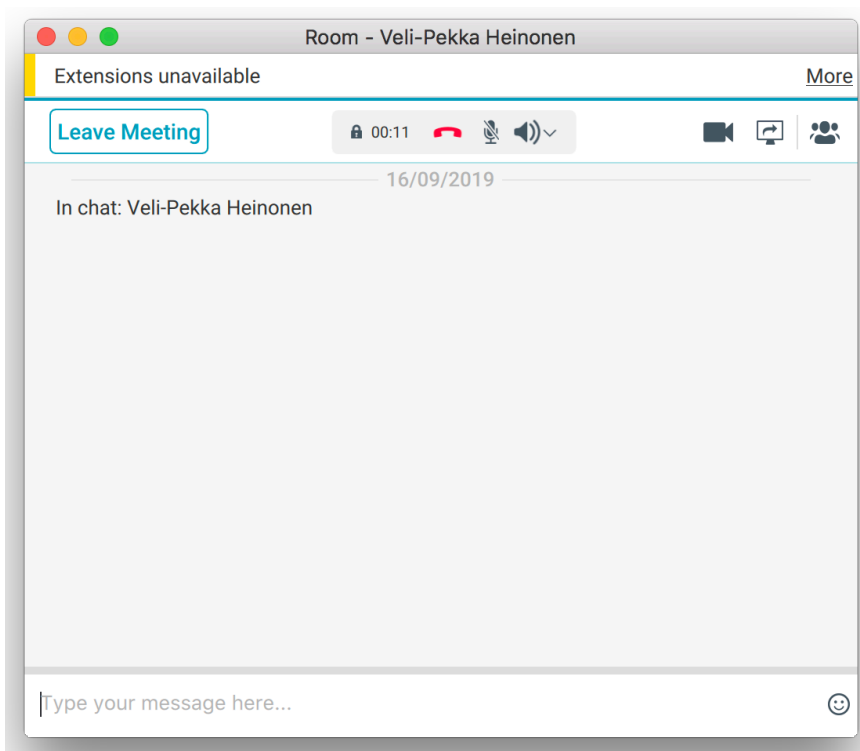 Room - Veli-Pekka Heinonen
Extensions unavailable More
Leave Meeting 00:11
16/09/2019
In chat: Veli-Pekka Heinonen
Type your message here...